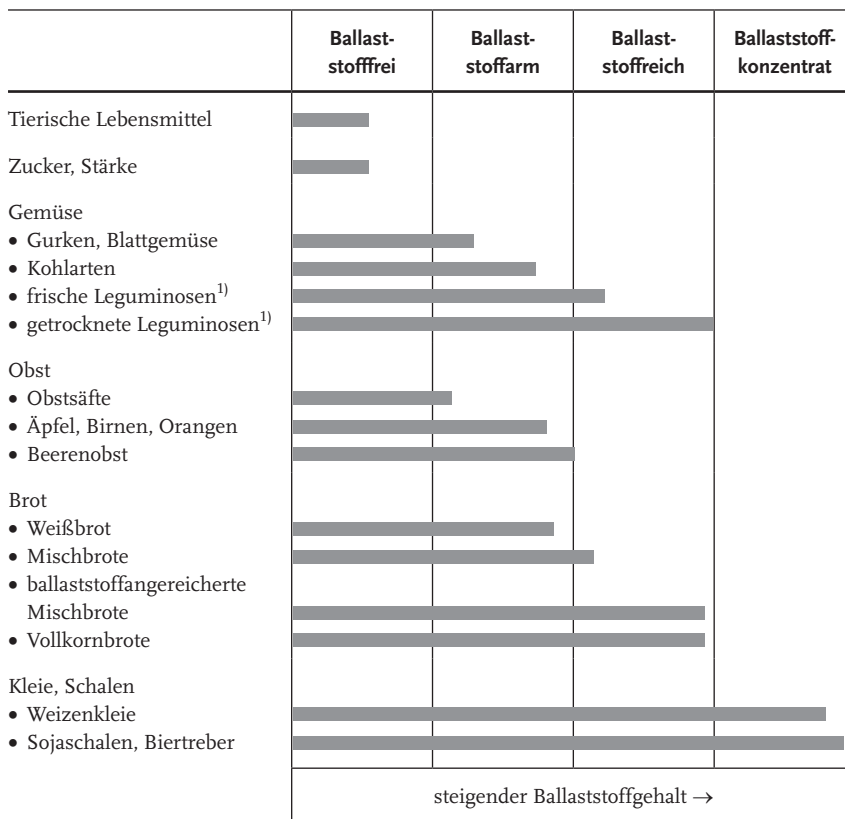 Ballast-
stofffrei
Ballast-
stoffarm
Ballast-
stoffreich
Ballaststoff-
konzentrat
Tierische Lebensmittel
Zucker, Stärke
Gemüse
• Gurken, Blattgemüse
• Kohlarten
• frische Leguminosen1)
• getrocknete Leguminosen1)
Obst
• Obstsäfte
• Äpfel, Birnen, Orangen
• Beerenobst
Brot
• Weißbrot
• Mischbrote
• ballaststoffangereicherte
Mischbrote
• Vollkornbrote
Kleie, Schalen
• Weizenkleie
• Sojaschalen, Biertreber
steigender Ballaststoffgehalt →